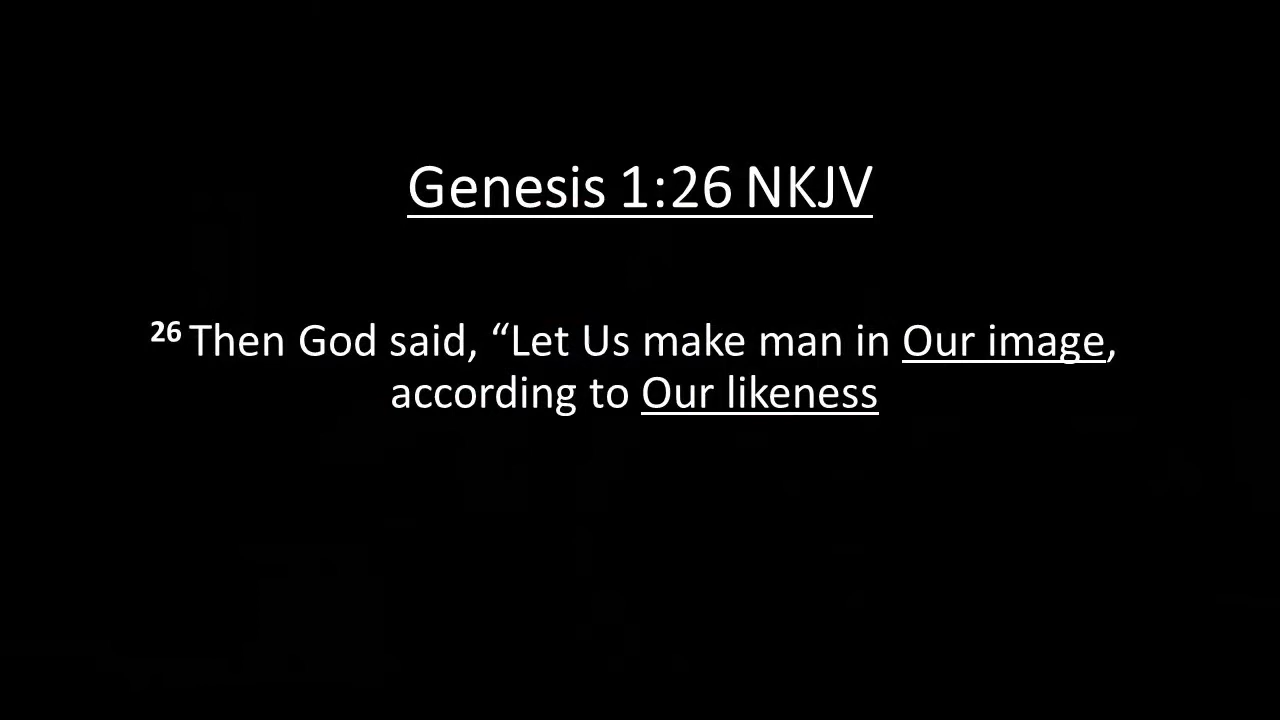 Genesis 1:26 NKJV
26 Then God said, “Let Us make man in Our image,
according to Our likeness